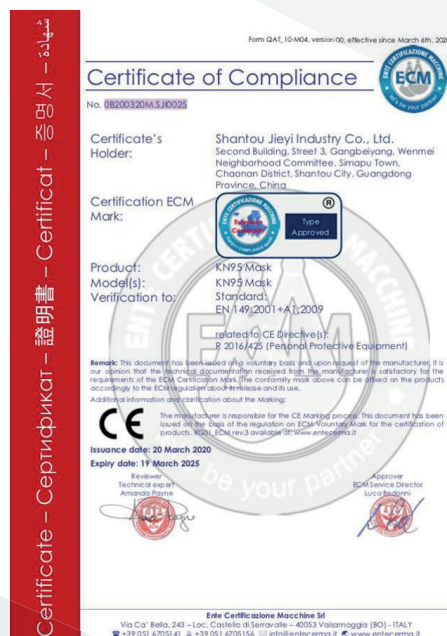 Form QAT_10-M04, version 00, effective since March 6th, 2020
Certificate of Compliance
ENTE CERTIFICAZIONE MACCHINE
ECM
let's be your partner
No. 0B200320M.SJI0025
Certificate's Holder:
Shantou Jieyi Industry Co., Ltd.
Second Building, Street 3, Gangbeiyang, Wenmei
Neighborhood Committee, Simapu Town,
Chaonan District, Shantou City, Guangdong
Province, China
Certification ECM Mark:
European
Conformity
Type
Approved
®
Product:
KN95 Mask
Model(s):
KN95 Mask
Verification to:
Standard:
EN 149:2001+A1:2009
related to CE Directive(s):
R 2016/425 (Personal Protective Equipment)
Remark: This document has been issued on a voluntary basis and upon request of the manufacturer. It is
our opinion that the technical documentation received from the manufacturer is satisfactory for the
requirements of the ECM Certification Mark. The conformity mark above can be affixed on the products
accordingly to the ECM regulation about its release and its use.
Additional information and clarification about the Marking:
CE
The manufacturer is responsible for the CE Marking process. This document has been
issued on the basis of the regulation on ECM Voluntary Mark for the certification of
products. RG01_ECM rev.3 available at: www.entecerma.it
Issuance date: 20 March 2020
Expiry date: 19 March 2025
Reviewer
Technical expert
Amanda Payne
Approver
ECM Service Director
Luca Bedonni
Ente Certificazione Macchine Srl
Via Ca' Bella, 243 – Loc. Castello di Serravalle – 40053 Valsamoggia (BO) - ITALY
+39 051 6705141 +39 051 6705156 info@entecerma.it www.entecerma.it
Certificate – Сертификат – 證明書 – Certificat – 증명서 – شهادة